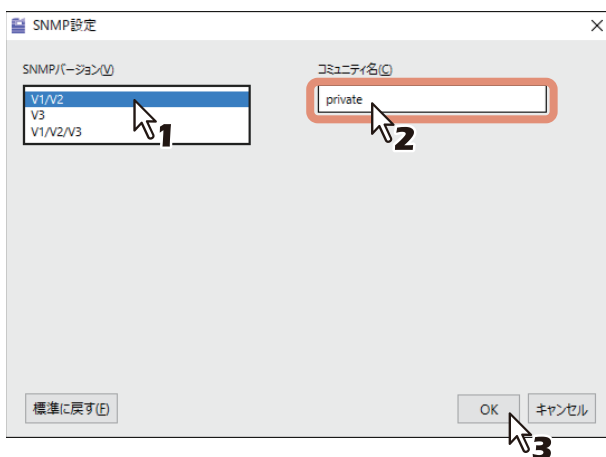 SNMP設定
SNMPバージョン(V)
コミュニティ名(C)
V1/V2
V3
V1/V2/V3
private
1
2
標準に戻す(F)
OK
キャンセル
3